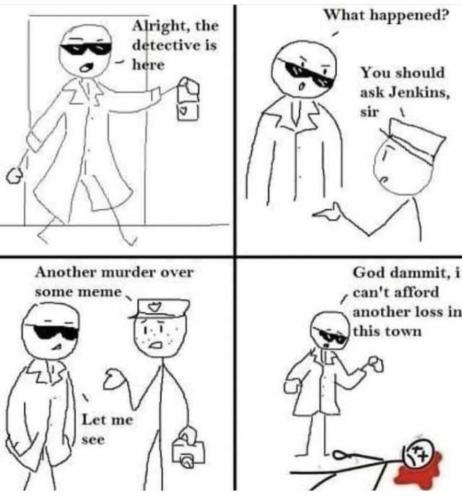 Alright, the
detective is
here
What happened?
You should
ask Jenkins,
sir
Another murder over
some meme
Let me
see
God dammit, i
can't afford
another loss in
this town